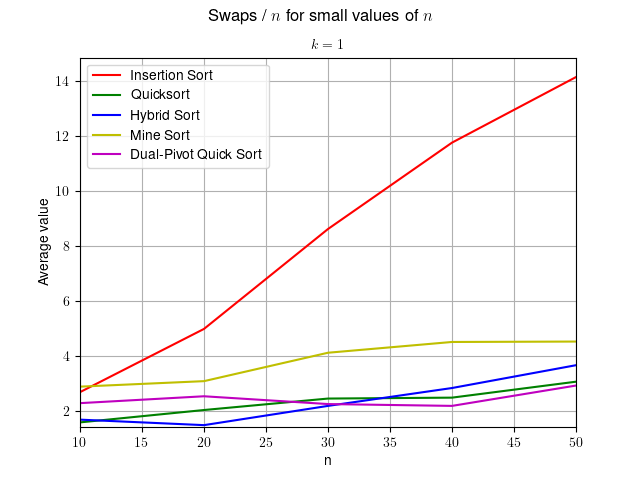 Swaps / n for small values of n
k = 1
Insertion Sort
Quicksort
Hybrid Sort
Mine Sort
Dual-Pivot Quick Sort
Average value
14
12
10
8
6
4
2
10 15 20 25 30 35 40 45 50
n